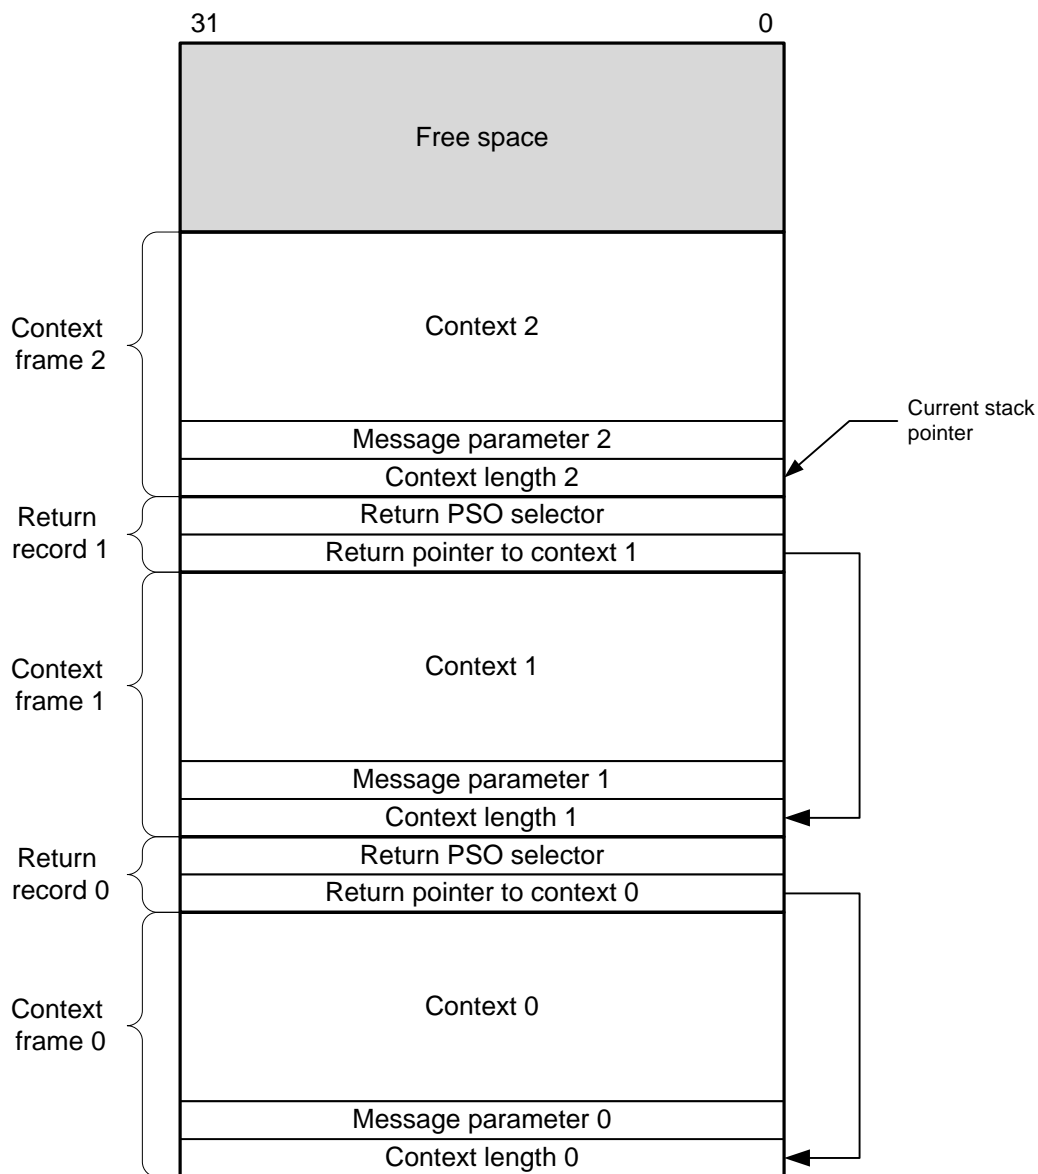 31 0
Free space
Context
frame 2
Context 2
Current stack
pointer
Message parameter 2
Context length 2
Return
record 1
Return PSO selector
Return pointer to context 1
Context
frame 1
Context 1
Message parameter 1
Context length 1
Return
record 0
Return PSO selector
Return pointer to context 0
Context
frame 0
Context 0
Message parameter 0
Context length 0